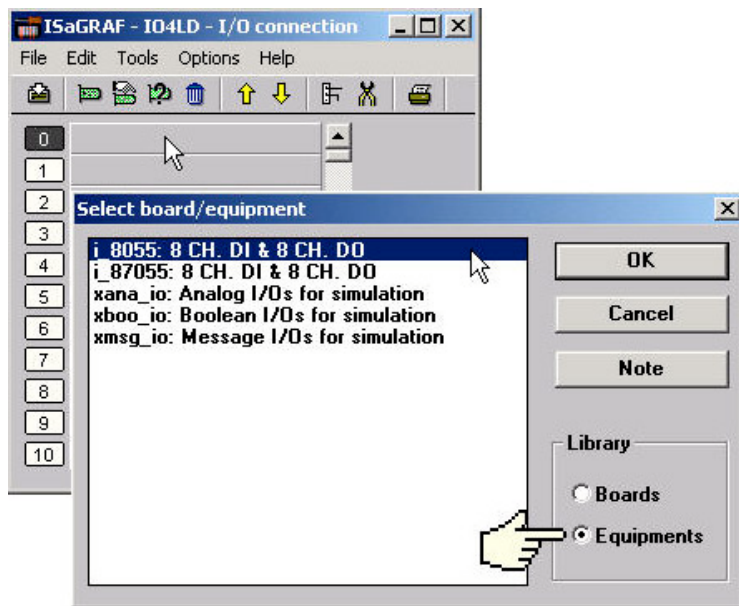 ISaGRAF - IO4LD - I/O connection
File Edit Tools Options Help
0
1
2
3
4
5
6
7
8
9
10
Select board/equipment
i_8055: 8 CH. DI & 8 CH. DO
i_87055: 8 CH. DI & 8 CH. DO
xana_io: Analog I/Os for simulation
xboo_io: Boolean I/Os for simulation
xmsg_io: Message I/Os for simulation
OK
Cancel
Note
Library
Boards
Equipments